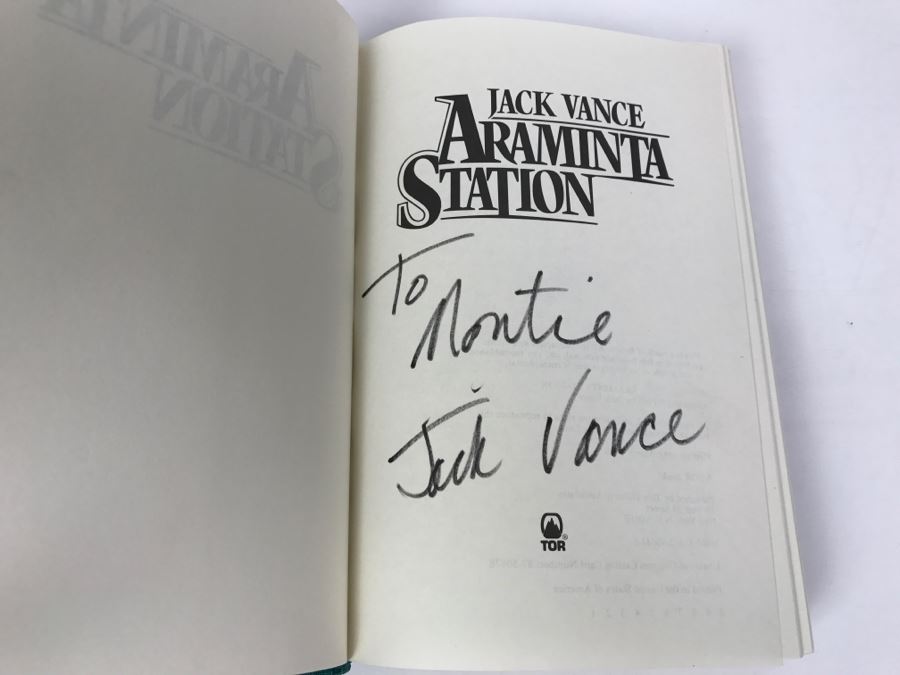 JACK VANCE
ARAMINTA
STATION
To
Montie
Jack Vance
TOR